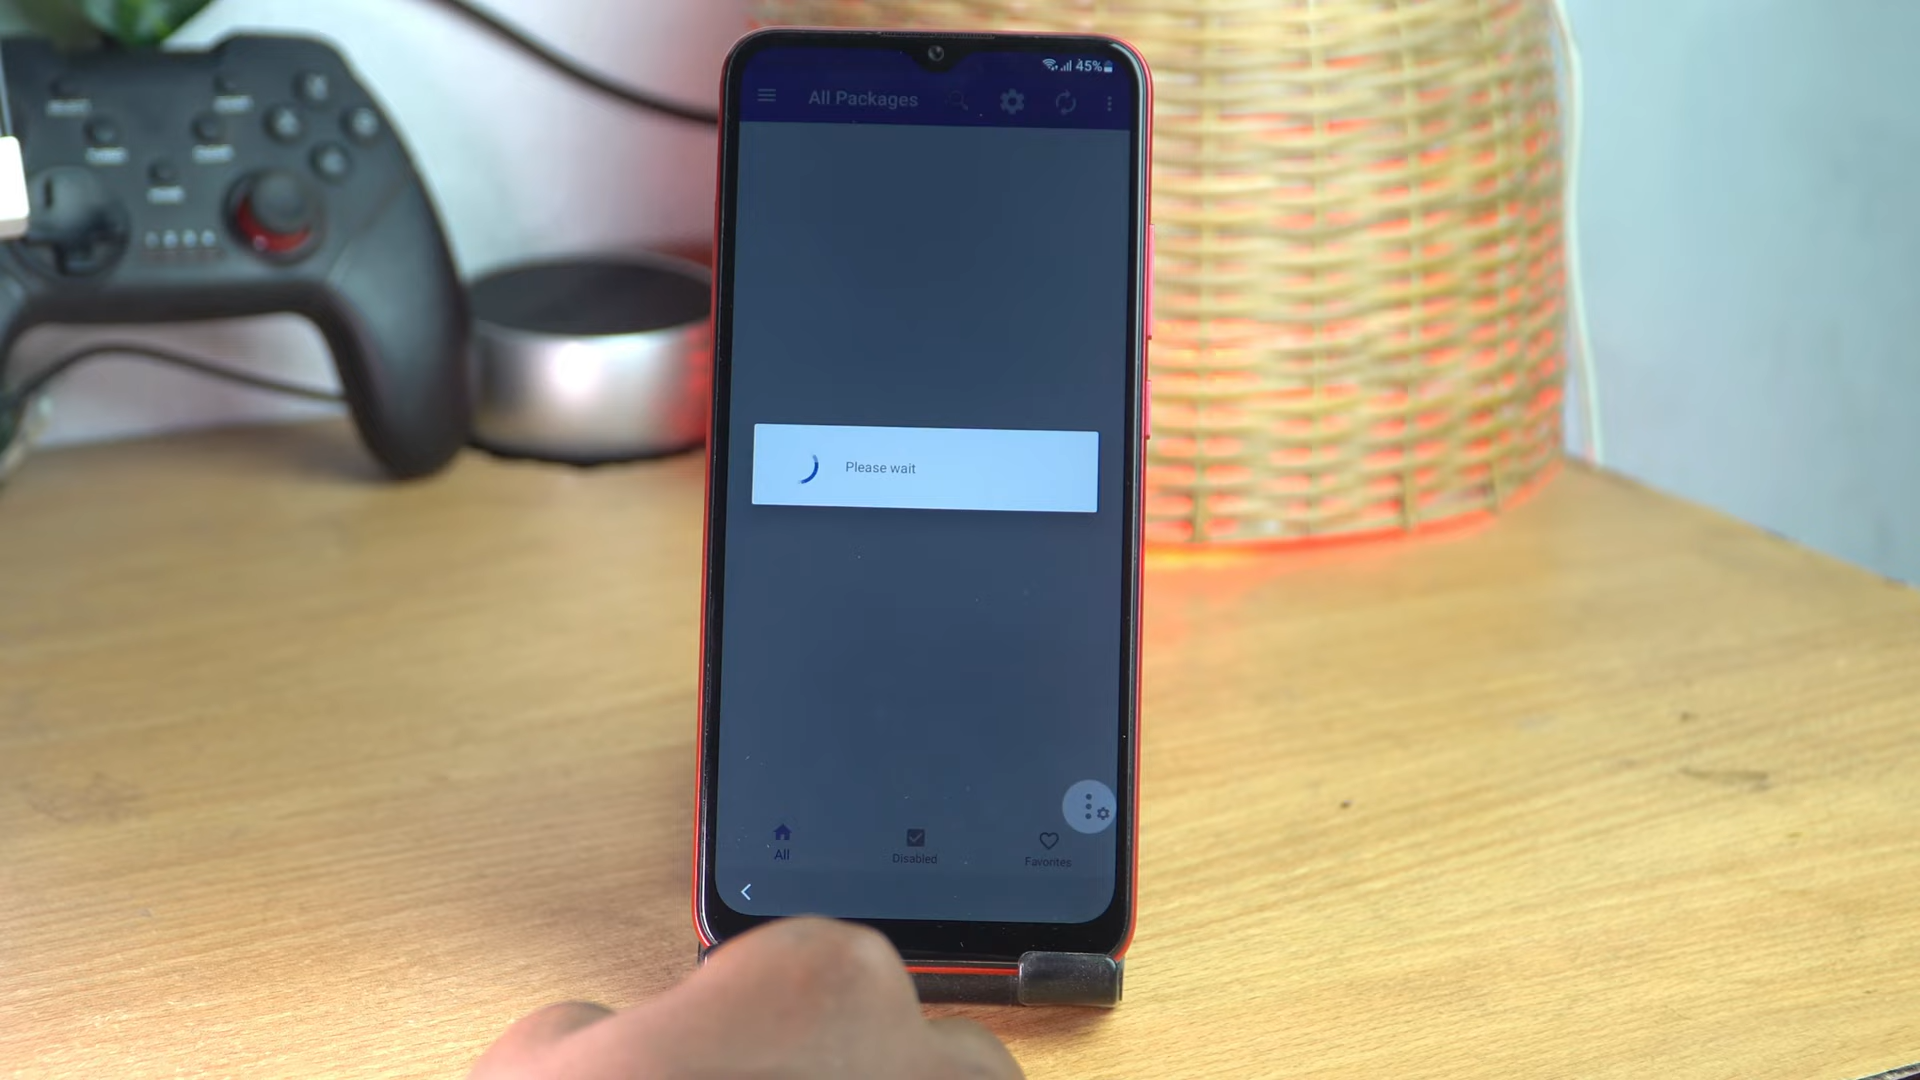 45%
All Packages
Please wait
All
Disabled
Favorites